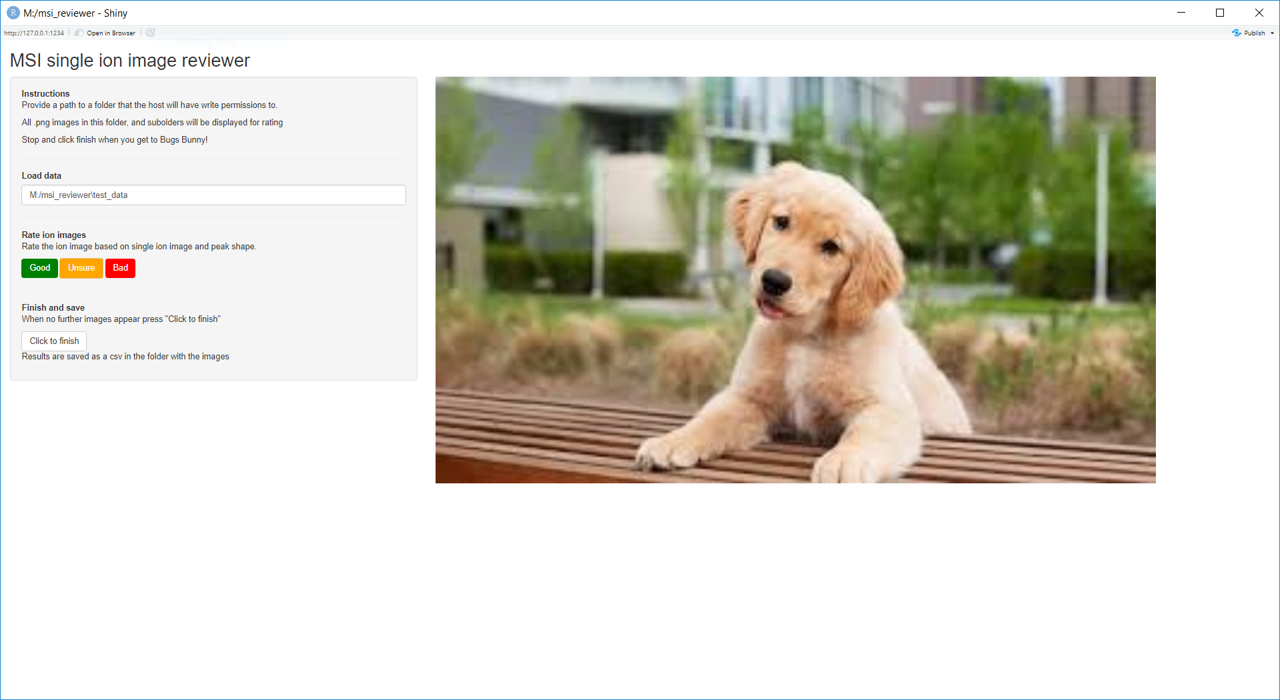 M:/msi_reviewer - Shiny
http://127.0.0.1:1234 Open in Browser Publish
MSI single ion image reviewer
Instructions
Provide a path to a folder that the host will have write permissions to.
All .png images in this folder, and subolders will be displayed for rating
Stop and click finish when you get to Bugs Bunny!
Load data
M:/msi_reviewer\test_data
Rate ion images
Rate the ion image based on single ion image and peak shape.
Good Unsure Bad
Finish and save
When no further images appear press "Click to finish"
Click to finish
Results are saved as a csv in the folder with the images